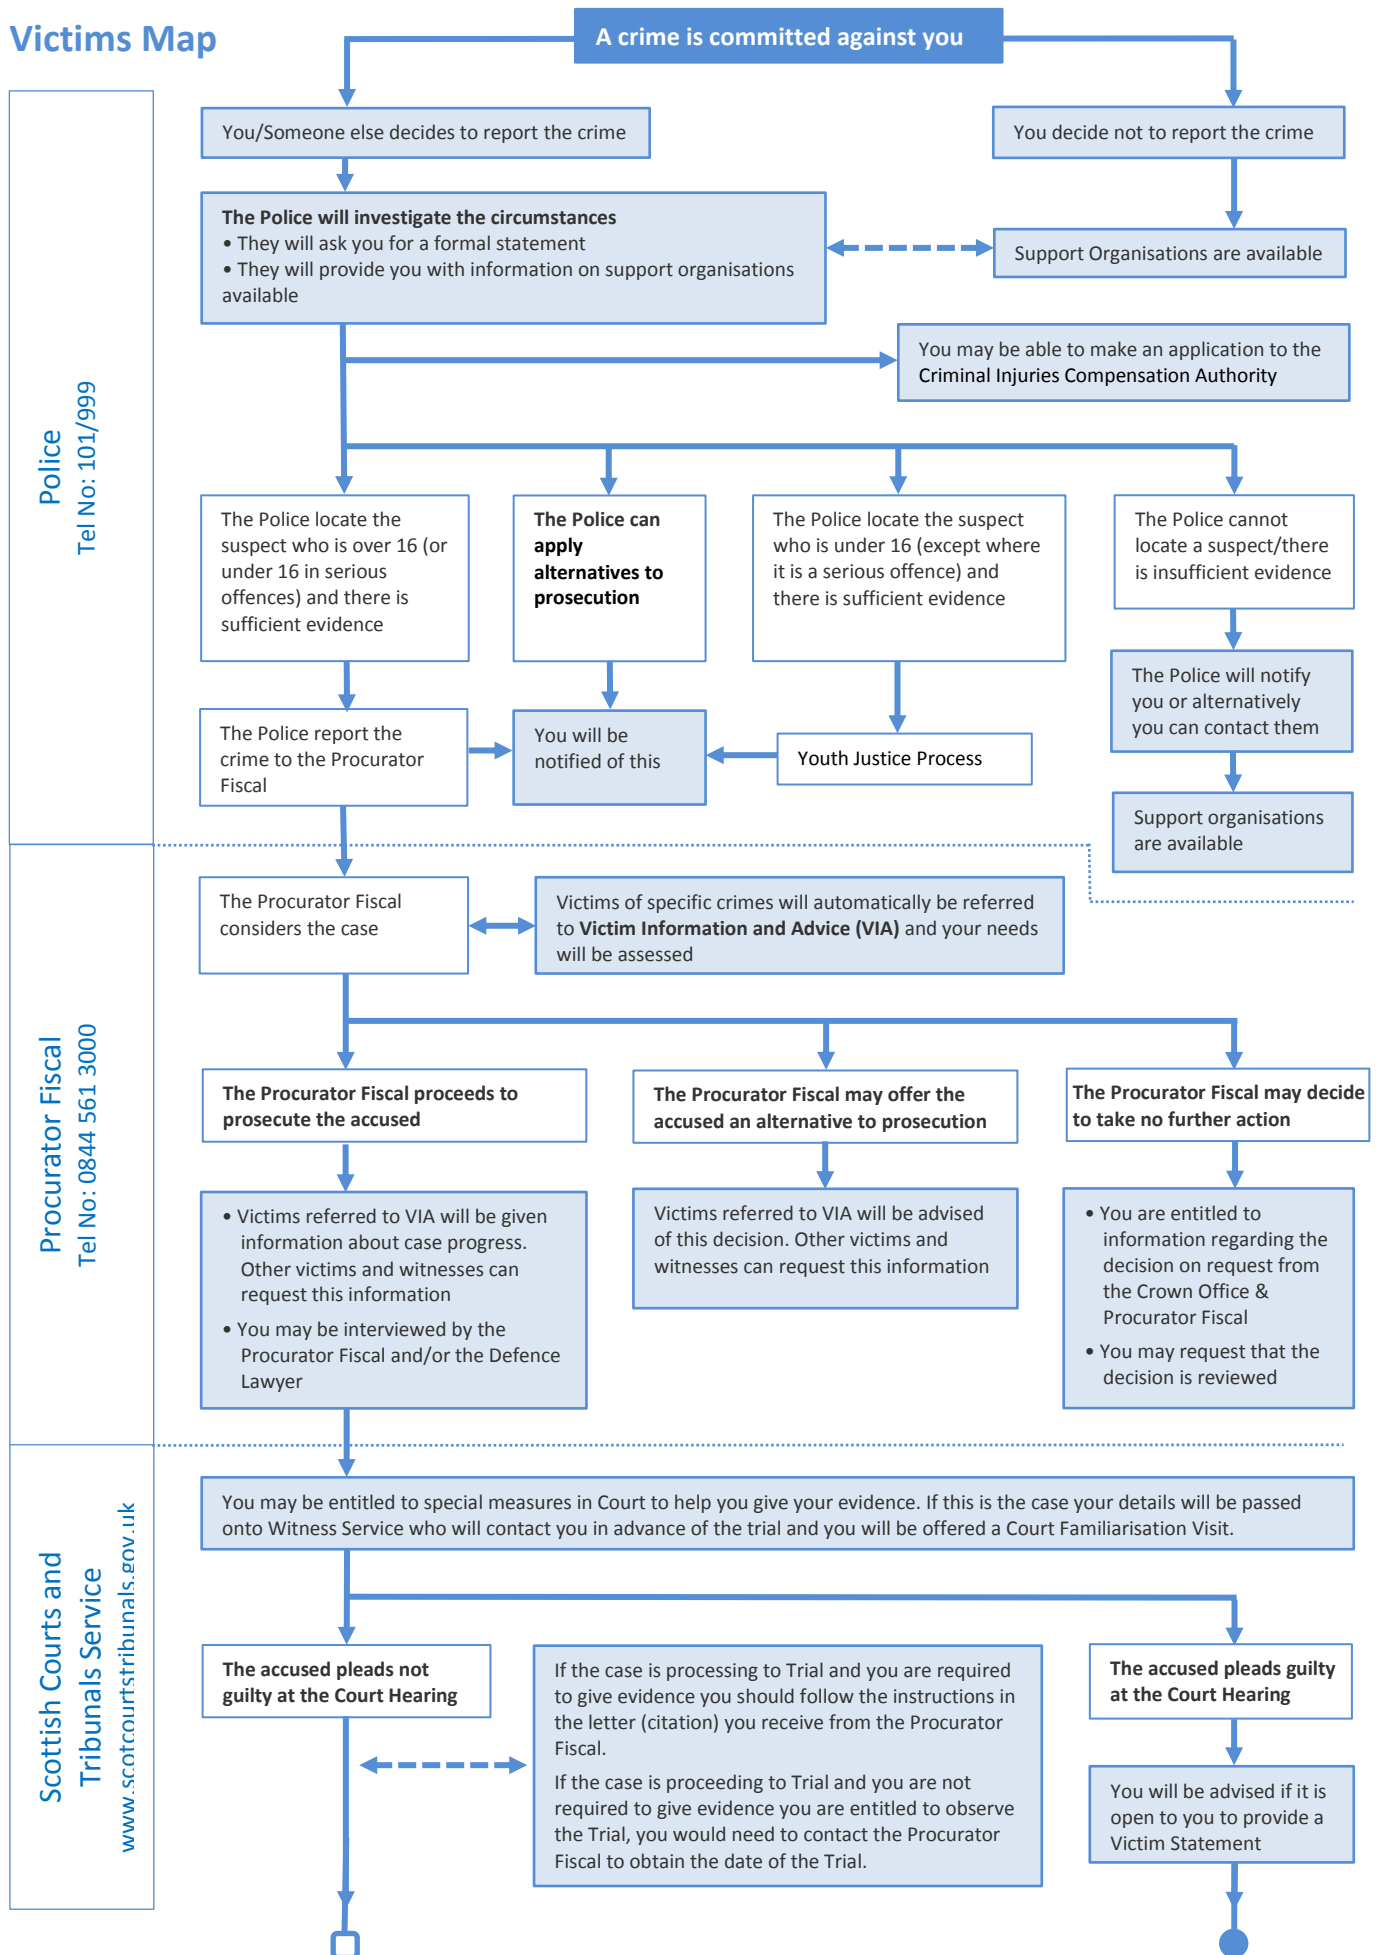 Victims Map
A crime is committed against you
You/Someone else decides to report the crime
You decide not to report the crime
The Police will investigate the circumstances
• They will ask you for a formal statement
• They will provide you with information on support organisations
available
Support Organisations are available
You may be able to make an application to the
Criminal Injuries Compensation Authority
Police
Tel No: 101/999
The Police locate the
suspect who is over 16 (or
under 16 in serious
offences) and there is
sufficient evidence
The Police can
apply
alternatives to
prosecution
The Police locate the suspect
who is under 16 (except where
it is a serious offence) and
there is sufficient evidence
The Police cannot
locate a suspect/there
is insufficient evidence
The Police report the
crime to the Procurator
Fiscal
You will be
notified of this
Youth Justice Process
The Police will notify
you or alternatively
you can contact them
Support organisations
are available
Procurator Fiscal
Tel No: 0844 561 3000
The Procurator Fiscal
considers the case
Victims of specific crimes will automatically be referred
to Victim Information and Advice (VIA) and your needs
will be assessed
The Procurator Fiscal proceeds to
prosecute the accused
The Procurator Fiscal may offer the
accused an alternative to prosecution
The Procurator Fiscal may decide
to take no further action
• Victims referred to VIA will be given
information about case progress.
Other victims and witnesses can
request this information
• You may be interviewed by the
Procurator Fiscal and/or the Defence
Lawyer
Victims referred to VIA will be advised
of this decision. Other victims and
witnesses can request this information
• You are entitled to
information regarding the
decision on request from
the Crown Office &
Procurator Fiscal
• You may request that the
decision is reviewed
Scottish Courts and
Tribunals Service
www.scotcourtstribunals.gov.uk
You may be entitled to special measures in Court to help you give your evidence. If this is the case your details will be passed
onto Witness Service who will contact you in advance of the trial and you will be offered a Court Familiarisation Visit.
The accused pleads not
guilty at the Court Hearing
If the case is processing to Trial and you are required
to give evidence you should follow the instructions in
the letter (citation) you receive from the Procurator
Fiscal.
If the case is proceeding to Trial and you are not
required to give evidence you are entitled to observe
the Trial, you would need to contact the Procurator
Fiscal to obtain the date of the Trial.
The accused pleads guilty
at the Court Hearing
You will be advised if it is
open to you to provide a
Victim Statement